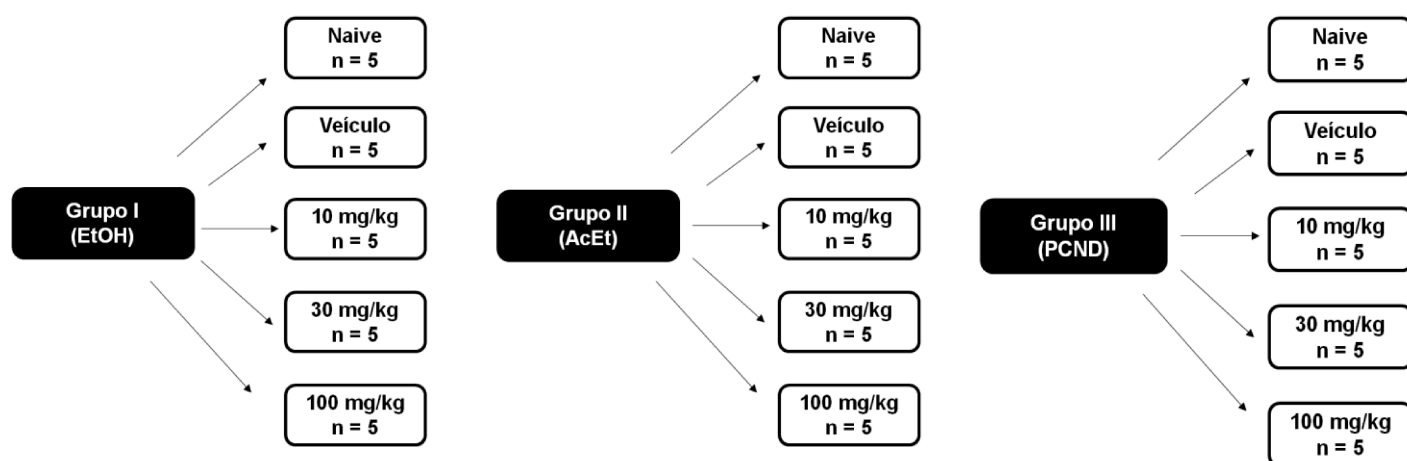 Grupo I
(EtOH)
Naive
n = 5
Veículo
n = 5
10 mg/kg
n = 5
30 mg/kg
n = 5
100 mg/kg
n = 5
Grupo II
(AcEt)
Naive
n = 5
Veículo
n = 5
10 mg/kg
n = 5
30 mg/kg
n = 5
100 mg/kg
n = 5
Grupo III
(PCND)
Naive
n = 5
Veículo
n = 5
10 mg/kg
n = 5
30 mg/kg
n = 5
100 mg/kg
n = 5